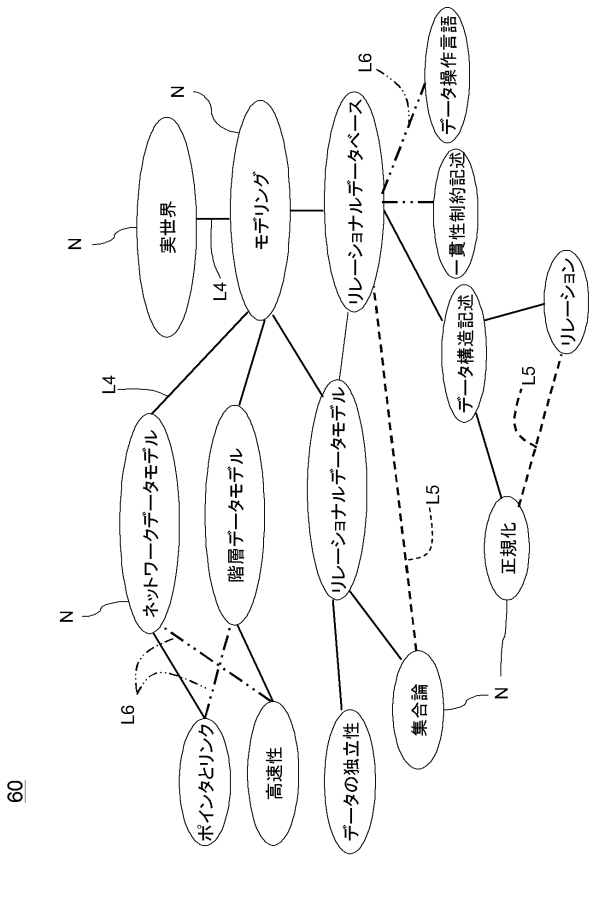 60
N
実世界
N
L4
モデリング
L4
N
ネットワークデータモデル
階層データモデル
リレーショナルデータモデル
リレーショナルデータベース
L6
L6
ポインタとリンク
高速性
データの独立性
集合論
L5
N
正規化
L5
データ構造記述
一貫性制約記述
データ操作言語
リレーション